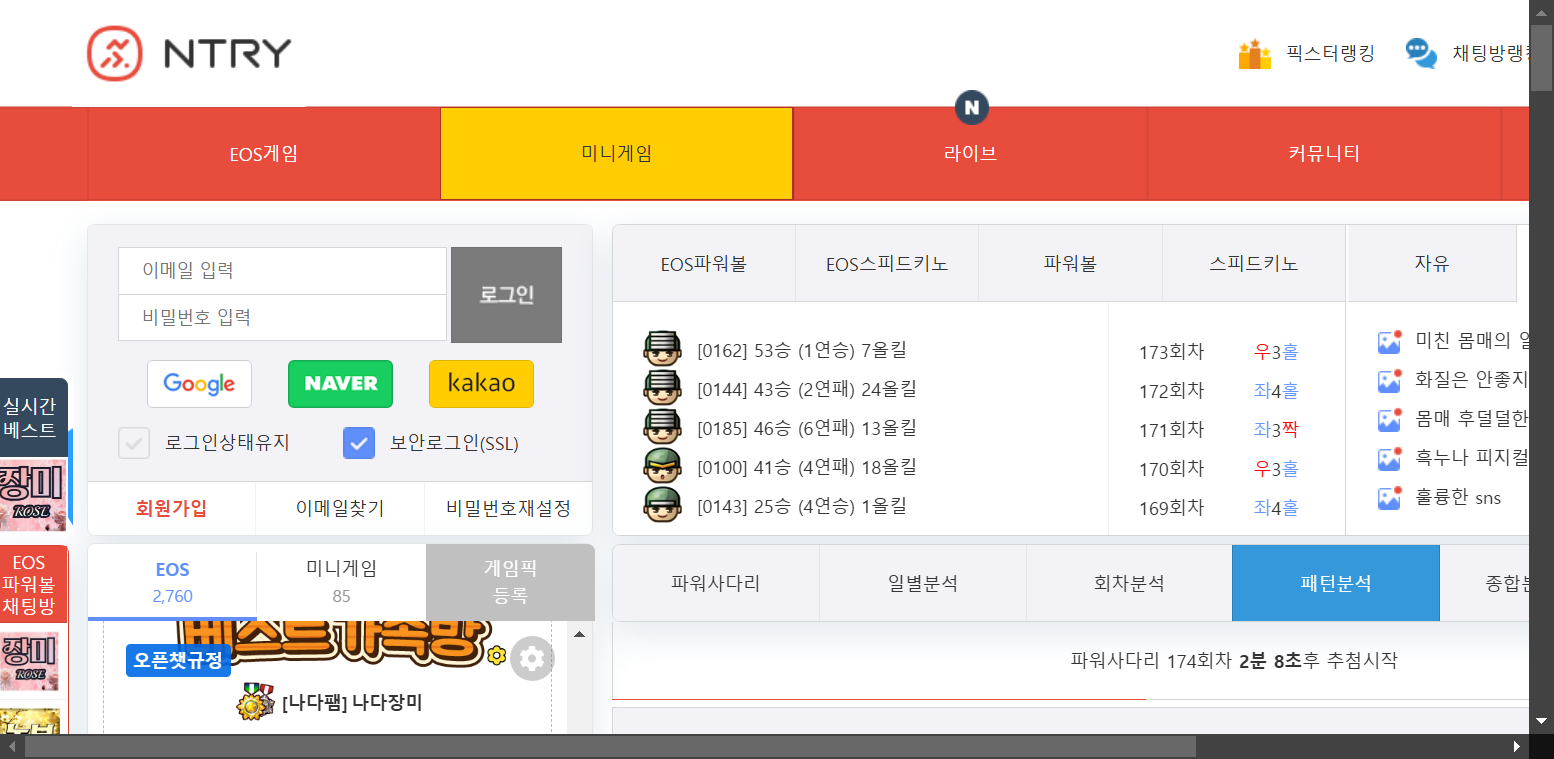 NTRY
픽스터랭킹
채팅방랭킹
N
EOS게임
미니게임
라이브
커뮤니티
이메일 입력
비밀번호 입력
로그인
Google
NAVER
kakao
로그인상태유지
보안로그인(SSL)
회원가입
이메일찾기
비밀번호재설정
EOS파워볼
EOS스피드키노
파워볼
스피드키노
자유
[0162] 53승 (1연승) 7올킬
[0144] 43승 (2연패) 24올킬
[0185] 46승 (6연패) 13올킬
[0100] 41승 (4연패) 18올킬
[0143] 25승 (4연승) 1올킬
173회차 우3홀
172회차 좌4홀
171회차 좌3짝
170회차 우3홀
169회차 좌4홀
미친 몸매의
화질은 안좋지
몸매 후덜덜한
흑누나 피지컬
훌륭한 sns
실시간
베스트
장미
ROSE
EOS
파워볼
채팅방
장미
ROSE
EOS
2,760
미니게임
85
게임픽
등록
베스트가족방
오픈챗규정
[나다팸] 나다장미
파워사다리
일별분석
회차분석
패턴분석
종합분
파워사다리 174회차 2분 8초후 추첨시작